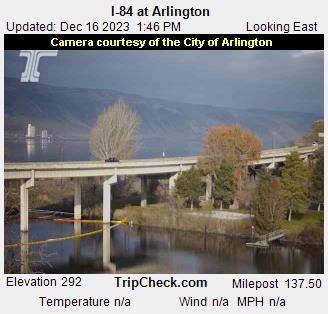 I-84 at Arlington
Updated: Dec 16 2023 1:46 PM Looking East
Camera courtesy of the City of Arlington
Elevation 292 TripCheck.com Milepost 137.50
Temperature n/a Wind n/a MPH n/a